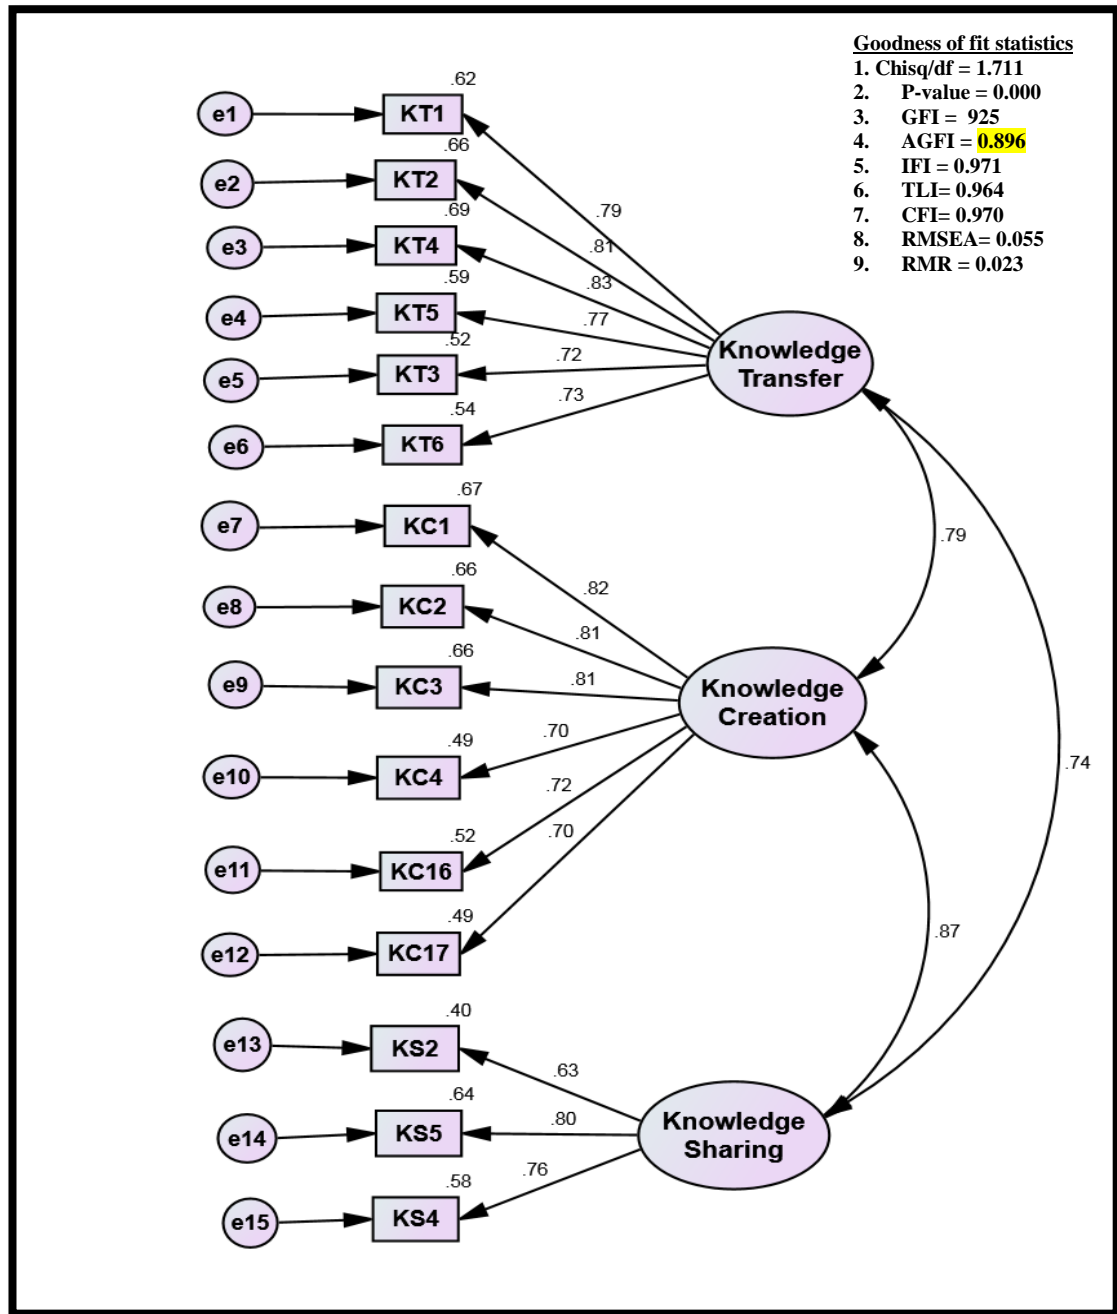 Goodness of fit statistics
1. Chisq/df = 1.711
2. P-value = 0.000
3. GFI = 925
4. AGFI = 0.896
5. IFI = 0.971
6. TLI= 0.964
7. CFI= 0.970
8. RMSEA= 0.055
9. RMR = 0.023
.62
e1 KT1
.66
e2 KT2
.69
e3 KT4
.59
e4 KT5
.52
e5 KT3
.54
e6 KT6
.79
.81
.83
.77
.72
.73
Knowledge
Transfer
.67
e7 KC1
.66
e8 KC2
.66
e9 KC3
.49
e10 KC4
.52
e11 KC16
.49
e12 KC17
.82
.81
.81
.70
.72
.70
Knowledge
Creation
.40
e13 KS2
.64
e14 KS5
.58
e15 KS4
.63
.80
.76
Knowledge
Sharing
.79
.74
.87